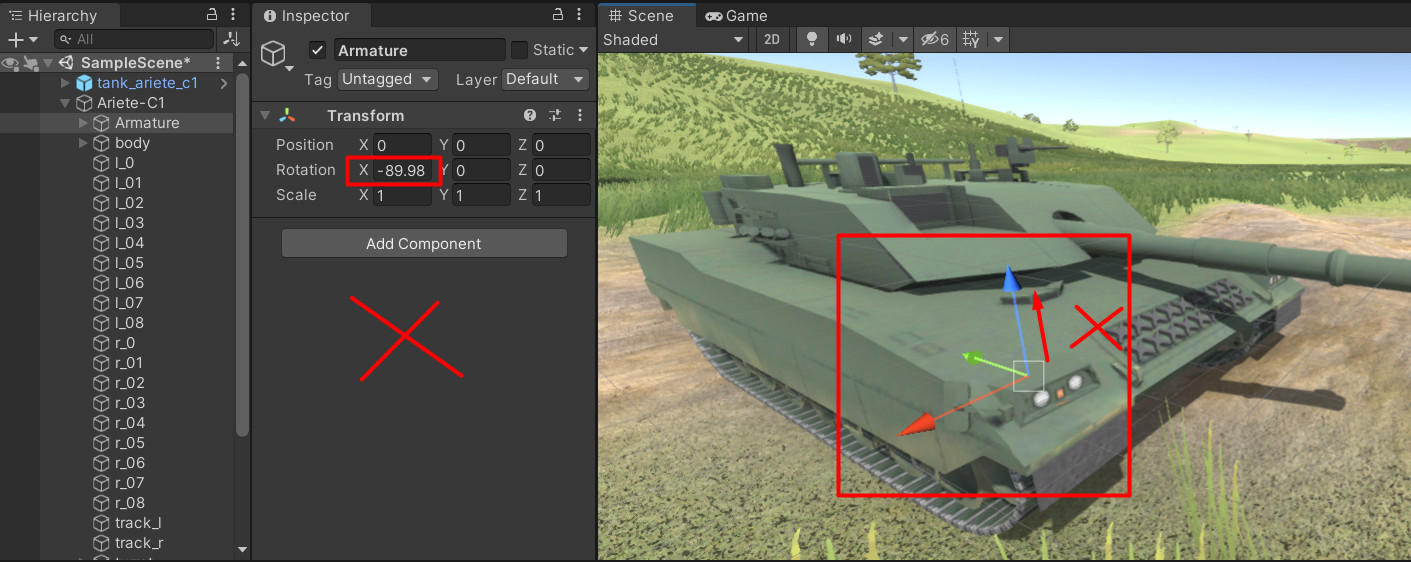 Hierarchy
All
SampleScene*
tank_ariete_c1
Ariete-C1
Armature
body
l_0
l_01
l_02
l_03
l_04
l_05
l_06
l_07
l_08
r_0
r_01
r_02
r_03
r_04
r_05
r_06
r_07
r_08
track_l
track_r
Inspector
Armature
Static
Tag Untagged Layer Default
Transform
Position X 0 Y 0 Z 0
Rotation X -89.98 Y 0 Z 0
Scale X 1 Y 1 Z 1
Add Component
Scene Game
Shaded 2D 6